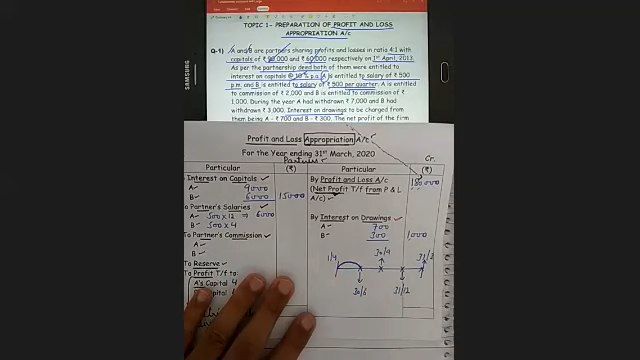 TOPIC 1- PREPARATION OF PROFIT AND LOSS
APPROPRIATION A/c
Q-1) A and B are partners sharing profits and losses in ratio 4:1 with
capitals of ₹ 90,000 and ₹ 60,000 respectively on 1st April, 2013
As per the partnership deed both of them were entitled to
interest on capitals @ 10 % p.a. A is entitled to salary of ₹ 500
p.m. and B is entitled to salary of ₹ 500 per quarter. A is entitled to
commission of ₹ 2,000 and B is entitled to commission of ₹
1,000. During the year A had withdrawn ₹ 7,000 and B had
withdrawn ₹ 3,000. Interest on drawings to be charged from
them being A - ₹ 700 and B - ₹ 300. The net profit of the firm
Profit and Loss Appropriation A/c
For the Year ending 31st March, 2020
Partner's
Cr.
Particular (₹) Particular (₹)
Interest on Capitals
A 9000
B 6000 15000
To Partner's Salaries
A 500 x 12 ⇒ 6000
B 500 x 4
To Partner's Commission
A
B
To Reserve
To Profit T/f to:
A's Capital 4
Capital
By Profit and Loss A/c
(Net Profit T/f from P & L
A/c)
By Interest on Drawings
A 700
B 300 1000
1/4 30/6 30/9 31/12